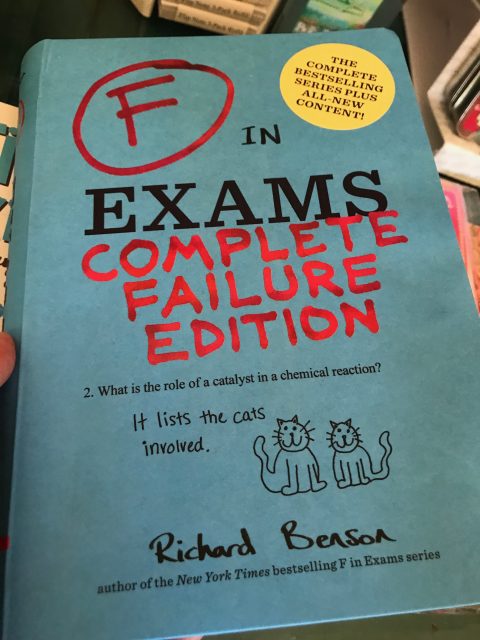 F
IN
THE
COMPLETE
BESTSELLING
SERIES PLUS
ALL-NEW
CONTENT!
EXAMS
COMPLETE
FAILURE
EDITION
2. What is the role of a catalyst in a chemical reaction?
It lists the cats
involved.
Richard Benson
author of the New York Times bestselling F in Exams series